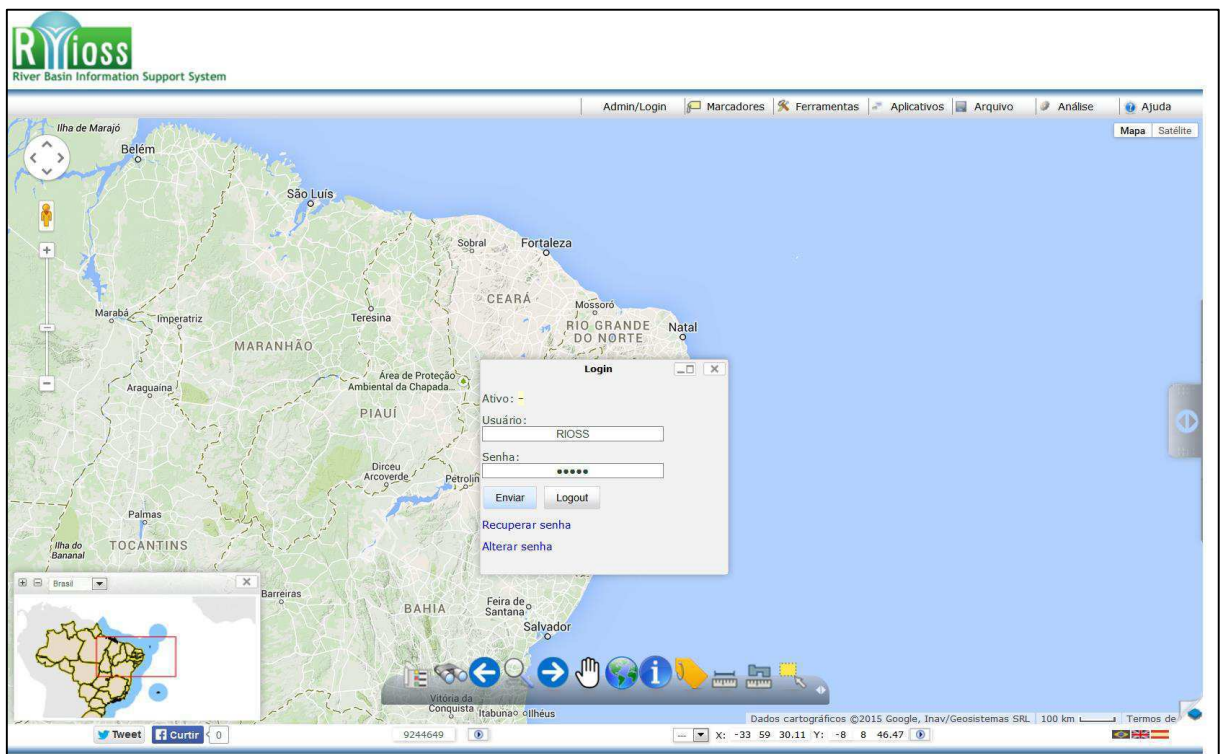 RIOSS
River Basin Information Support System
Admin/Login Marcadores Ferramentas Aplicativos Arquivo Análise Ajuda
Mapa Satélite
Ilha de Marajó
Belém
São Luís
Sobral Fortaleza
CEARÁ
Mossoró
Marabá Imperatriz Teresina
RIO GRANDE
DO NORTE
Natal
MARANHÃO
Login
Área de Proteção
Ambiental da Chapada...
Araguaína
PIAUÍ
Ativo: -
Usuário:
RIOSS
Senha:
•••••
Dirceu
Arcoverde
Petrolin
Enviar Logout
Recuperar senha
Alterar senha
Palmas
Ilha do
Bananal
TOCANTINS
Brasil
Barreiras
BAHIA
Feira de
Santana
Salvador
Vitória da
Conquista
Itabuna Ilhéus
Dados cartográficos ©2015 Google, Inav/Geosistemas SRL 100 km Termos de
Tweet Curtir 0 9244649 --- X: -33 59 30.11 Y: -8 8 46.47